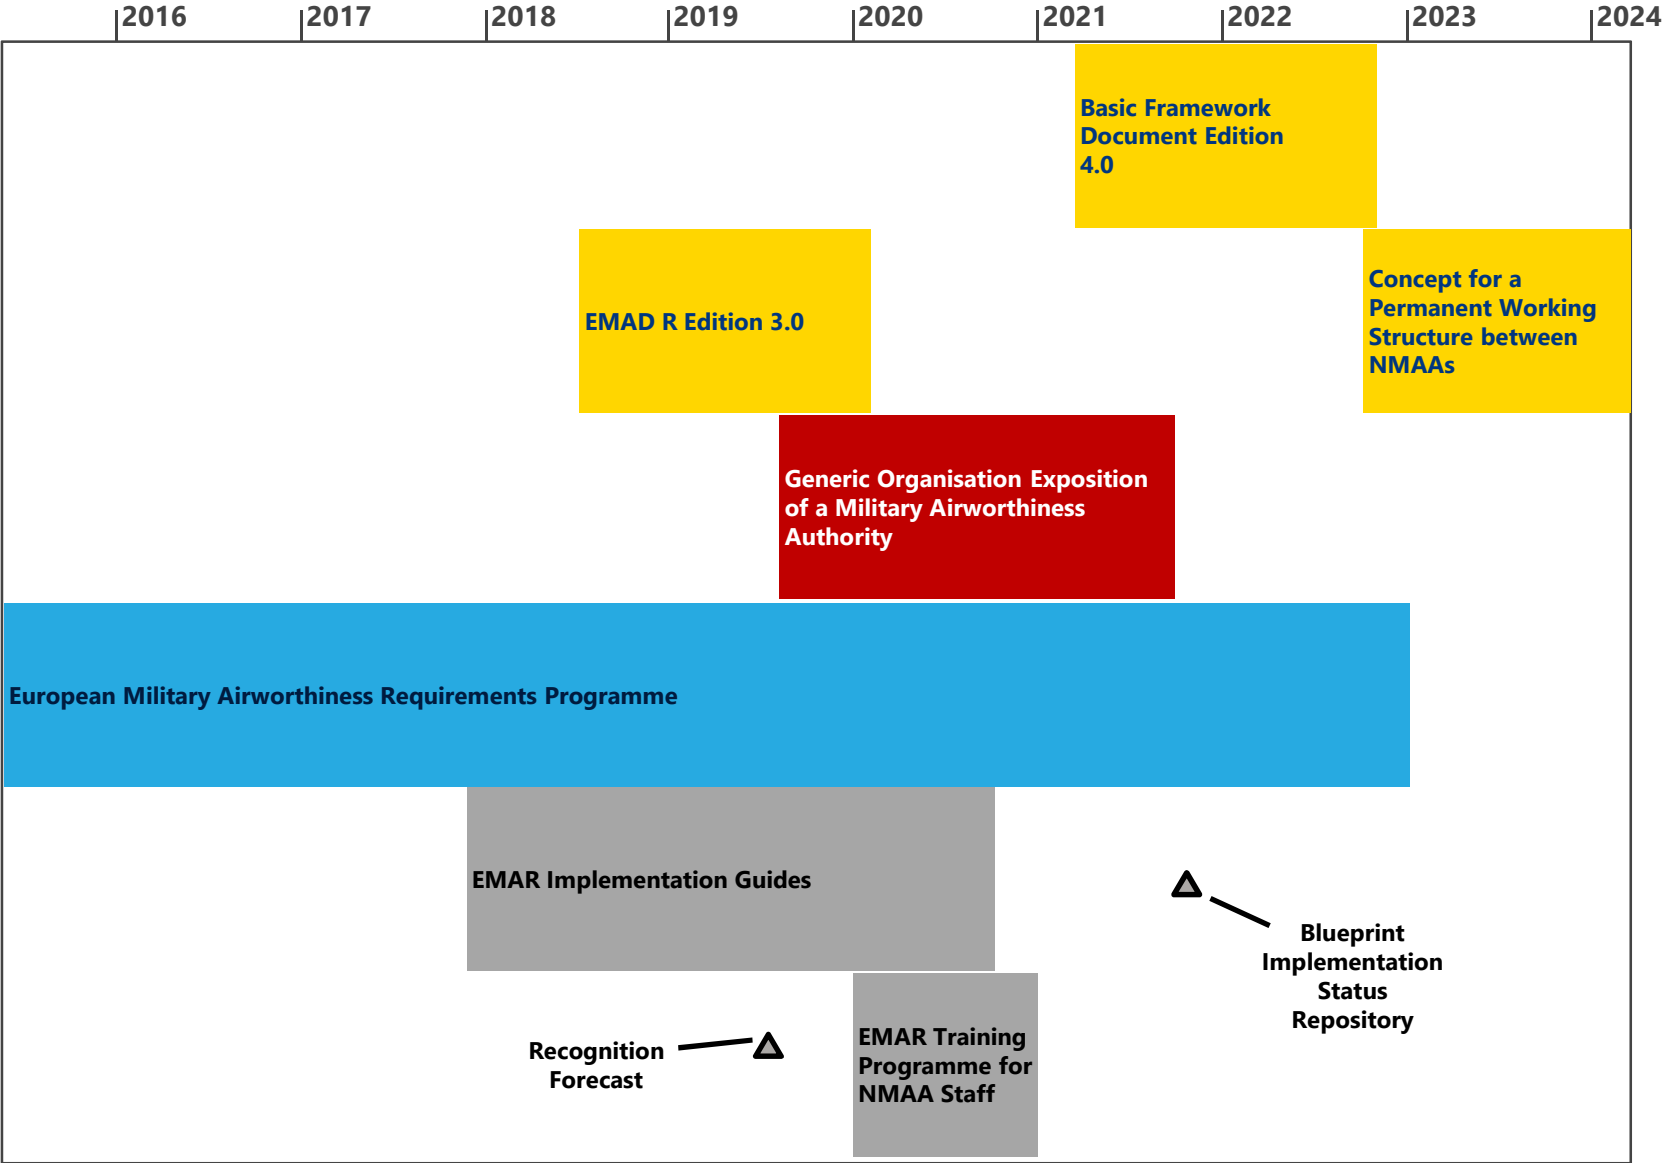 2016 2017 2018 2019 2020 2021 2022 2023 2024
Basic Framework
Document Edition
4.0
EMAD R Edition 3.0
Concept for a
Permanent Working
Structure between
NMAAs
Generic Organisation Exposition
of a Military Airworthiness
Authority
European Military Airworthiness Requirements Programme
EMAR Implementation Guides
Blueprint
Implementation
Status
Repository
Recognition
Forecast
EMAR Training
Programme for
NMAA Staff